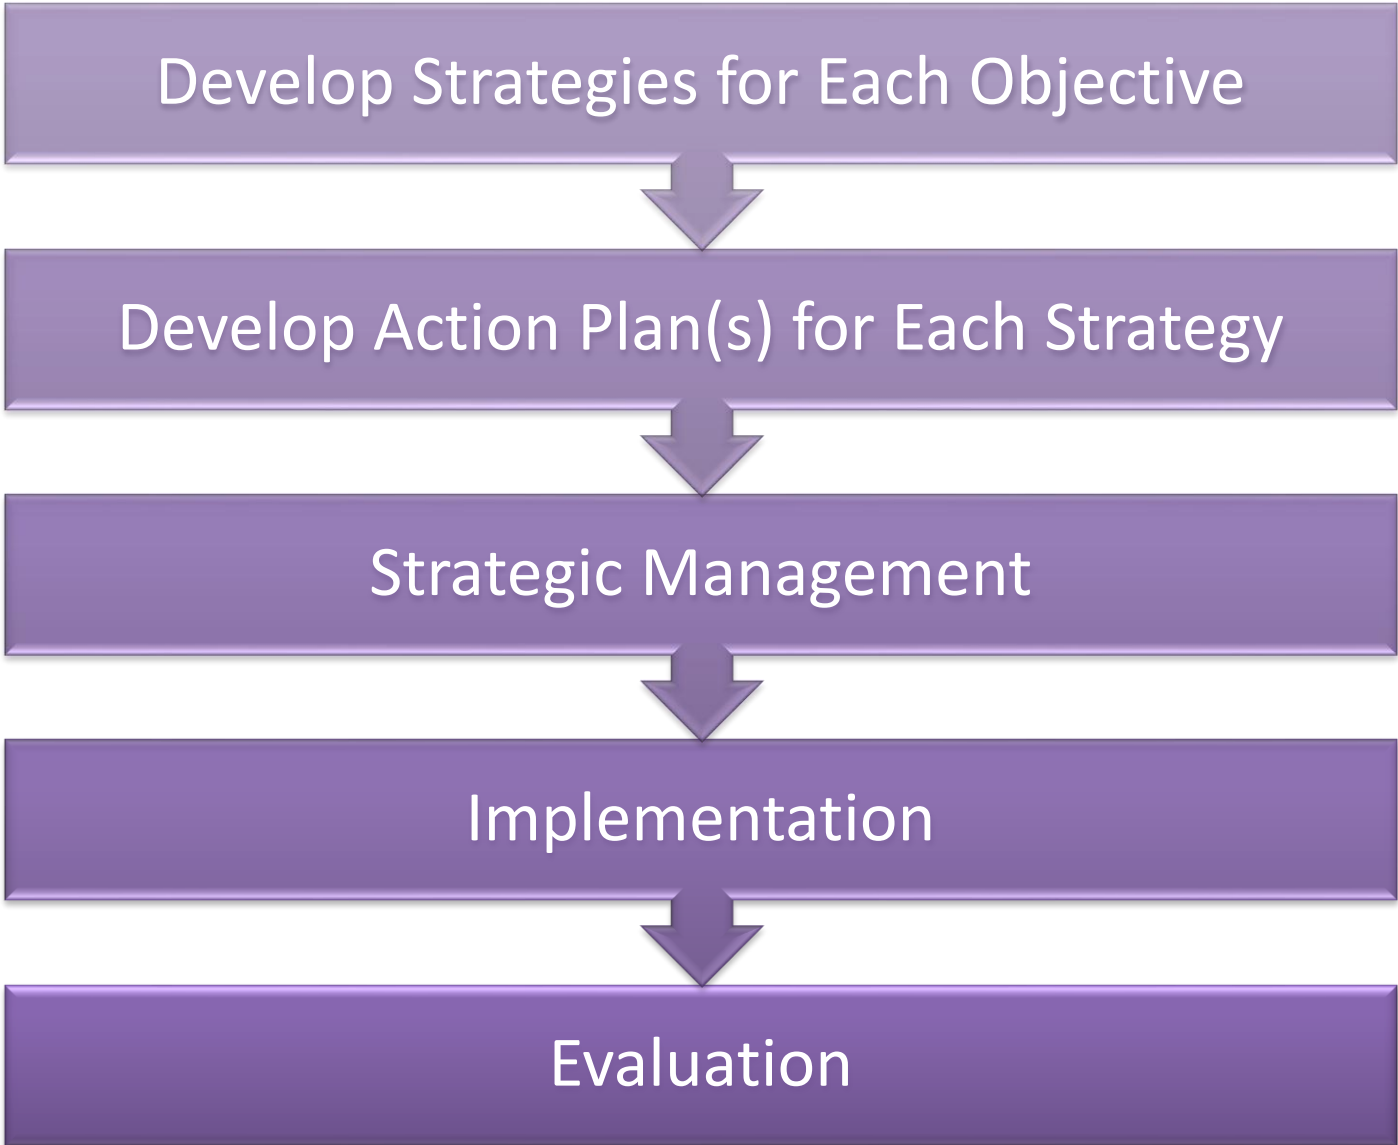 Develop Strategies for Each Objective
Develop Action Plan(s) for Each Strategy
Strategic Management
Implementation
Evaluation